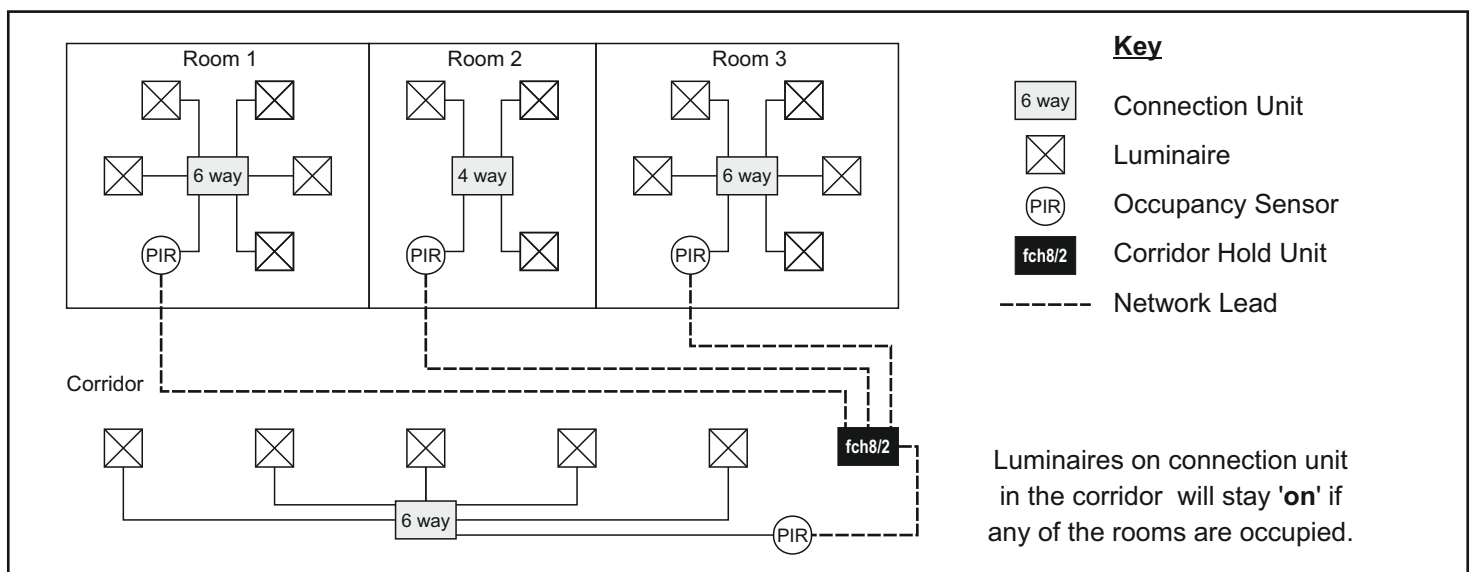 Room 1
Room 2
Room 3
6 way
4 way
6 way
PIR
PIR
PIR
Corridor
fch8/2
6 way
PIR
Key
6 way Connection Unit
Luminaire
PIR Occupancy Sensor
fch8/2 Corridor Hold Unit
Network Lead
Luminaires on connection unit
in the corridor will stay 'on' if
any of the rooms are occupied.